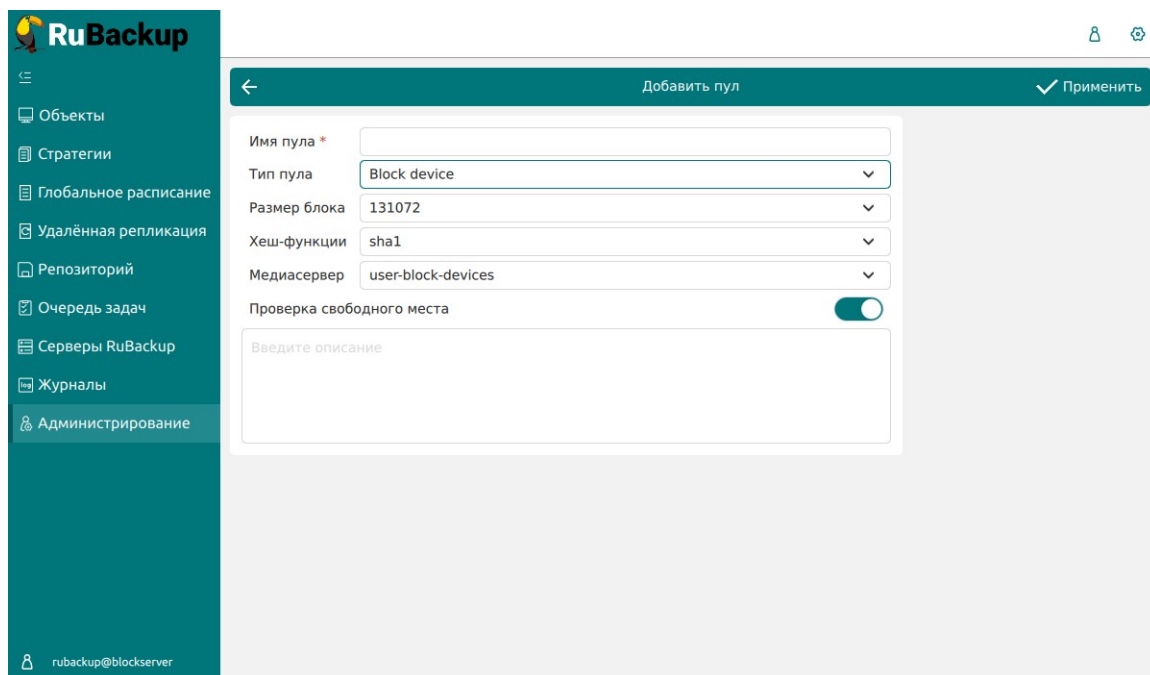 RuBackup
Объекты
Стратегии
Глобальное расписание
Удалённая репликация
Репозиторий
Очередь задач
Серверы RuBackup
log Журналы
Администрирование
rubackup@blockserver
Добавить пул
Применить
Имя пула *
Тип пула Block device
Размер блока 131072
Хеш-функции sha1
Медиасервер user-block-devices
Проверка свободного места
Введите описание